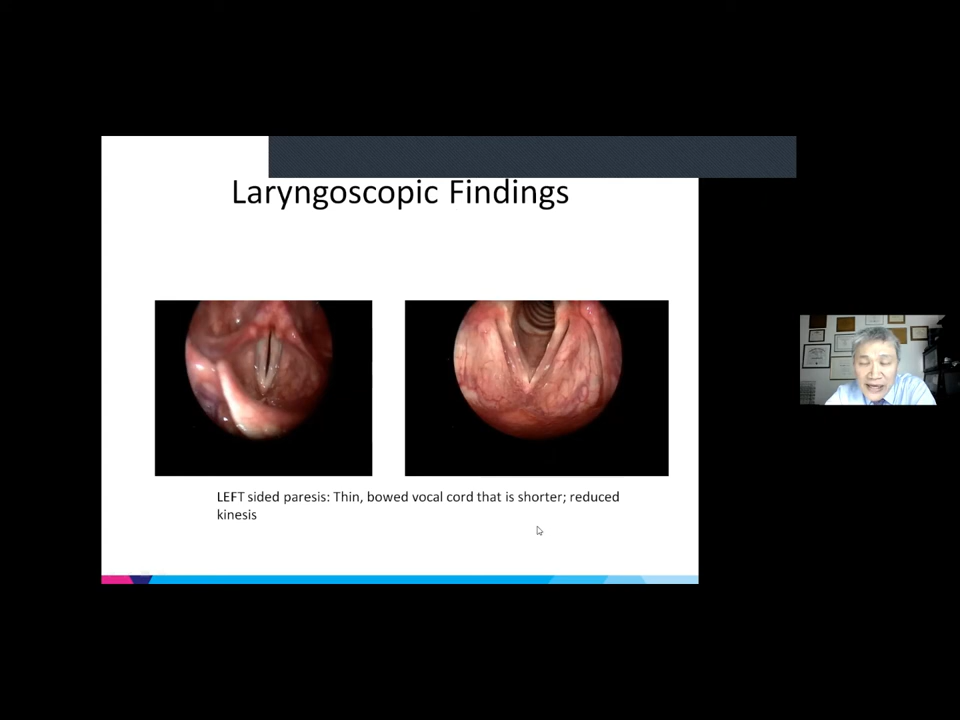 Laryngoscopic Findings
LEFT sided paresis: Thin, bowed vocal cord that is shorter; reduced
kinesis